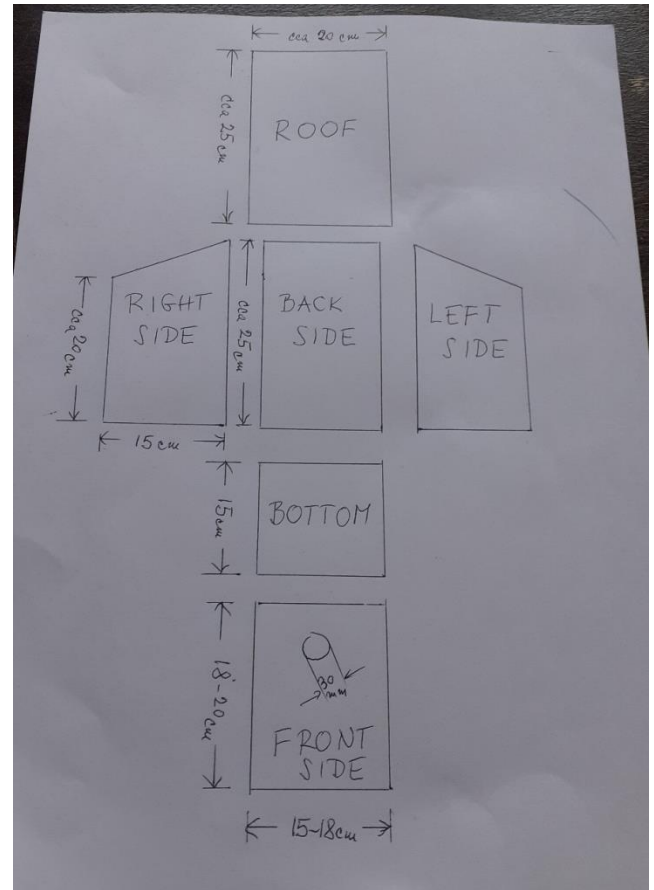 cca 20 cm
cca 25 cm
ROOF
RIGHT
SIDE
cca 20 cm
15 cm
cca 25 cm
BACK
SIDE
LEFT
SIDE
15 cm
BOTTOM
18-20 cm
30
mm
FRONT
SIDE
15-18 cm